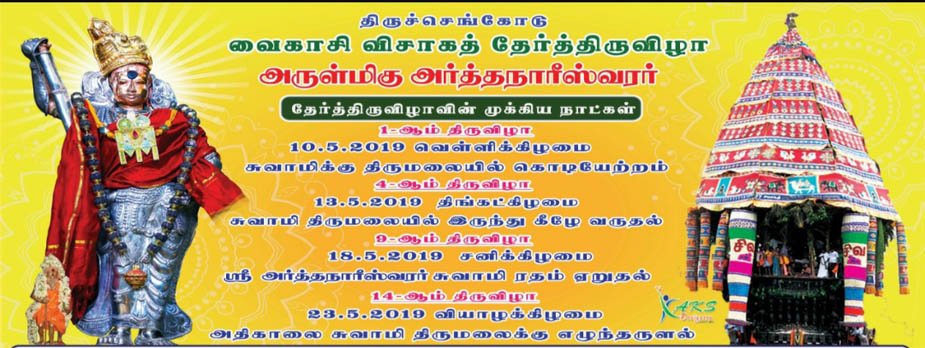 திருச்செங்கோடு
வைகாசி விசாகத் தேர்த்திருவிழா
அருள்மிகு அர்த்தநாரீஸ்வரர்
தேர்த்திருவிழாவின் முக்கிய நாட்கள்
1-ஆம் திருவிழா
10.5.2019 வெள்ளிக்கிழமை
சுவாமிக்கு திருமலையில் கொடியேற்றம்
4-ஆம் திருவிழா
13.5.2019 திங்கட்கிழமை
சுவாமி திருமலையில் இருந்து கீழே வருதல்
9-ஆம் திருவிழா
18.5.2019 சனிக்கிழமை
ஸ்ரீ அர்த்தநாரீஸ்வரர் சுவாமி ரதம் ஏறுதல்
14-ஆம் திருவிழா
23.5.2019 வியாழக்கிழமை
அதிகாலை சுவாமி திருமலைக்கு எழுந்தருளல்
சிவ
சிவ
AKS